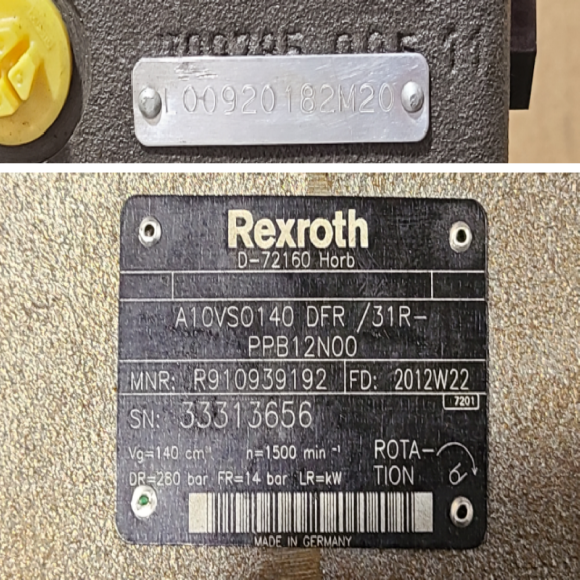 L00920182M20
Rexroth
D-72160 Horb
A10VSO140 DFR /31R-
PPB12N00
MNR: R910939192 FD: 2012W22
7201
SN: 33313656
Vg=140 cm³ n=1500 min⁻¹ ROTA-
DR=280 bar FR=14 bar LR=kW TION
MADE IN GERMANY